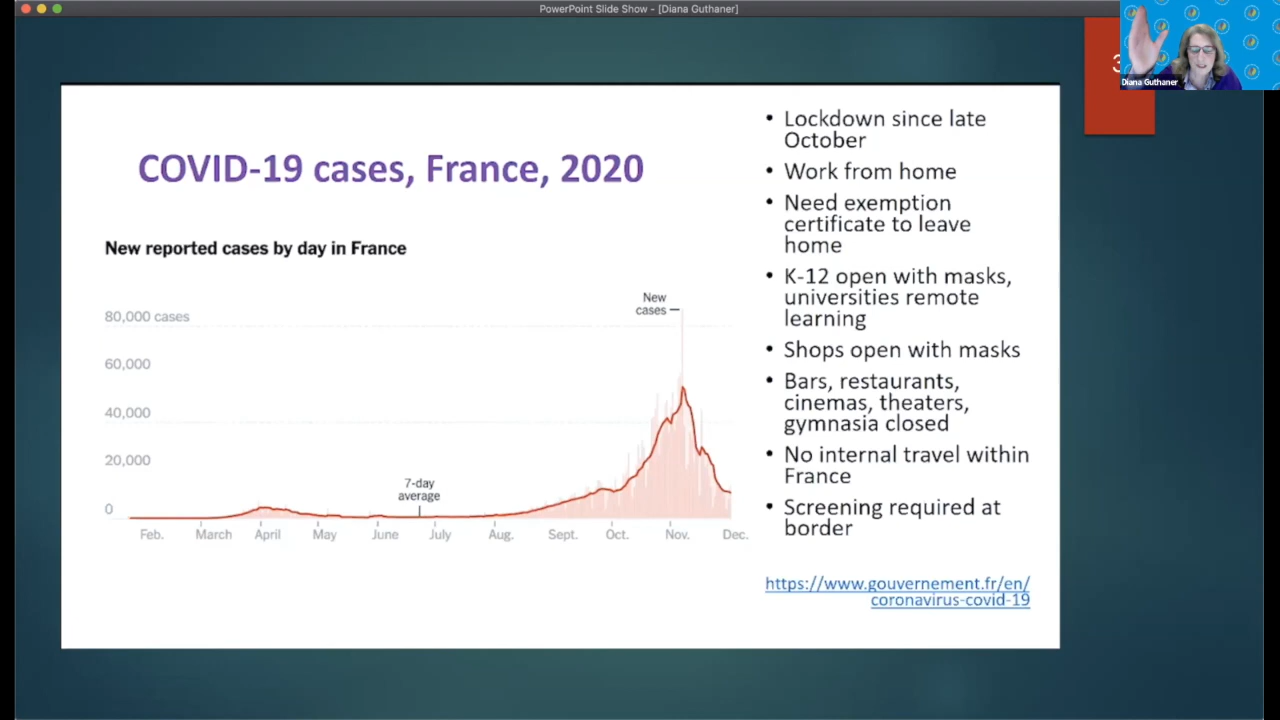 PowerPoint Slide Show - [Diana Guthaner]
3
Diana Guthaner
COVID-19 cases, France, 2020
New reported cases by day in France
New
cases
80,000 cases
60,000
40,000
20,000
0
7-day
average
Feb. March April May June July Aug. Sept. Oct. Nov. Dec.
• Lockdown since late
October
• Work from home
• Need exemption
certificate to leave
home
• K-12 open with masks,
universities remote
learning
• Shops open with masks
• Bars, restaurants,
cinemas, theaters,
gymnasia closed
• No internal travel within
France
• Screening required at
border
https://www.gouvernement.fr/en/
coronavirus-covid-19